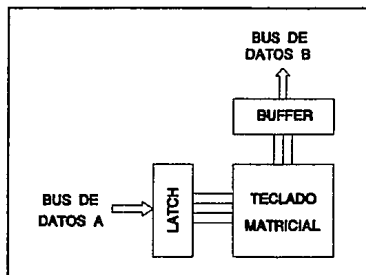 BUS DE
DATOS B
BUFFER
BUS DE
DATOS A
LATCH
TECLADO
MATRICIAL